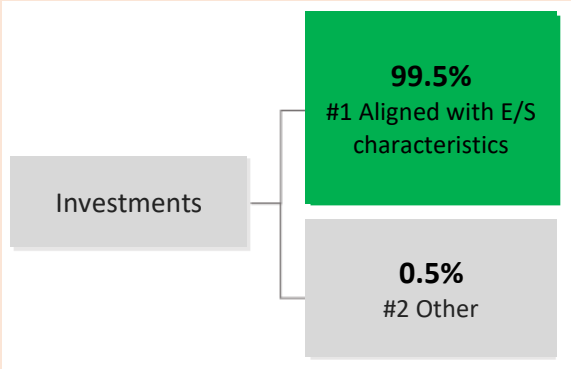 99.5%
#1 Aligned with E/S
characteristics
Investments
0.5%
#2 Other